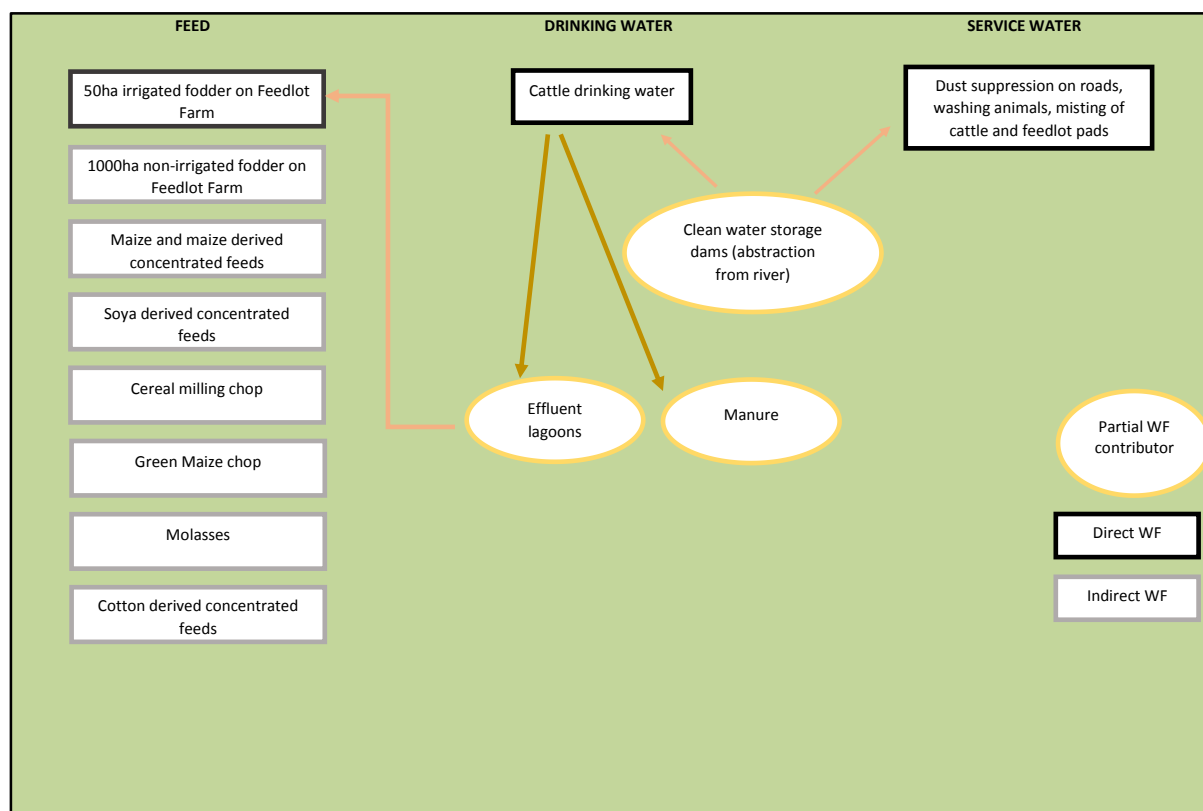 FEED
DRINKING WATER
SERVICE WATER
50ha irrigated fodder on Feedlot
Farm
1000ha non-irrigated fodder on
Feedlot Farm
Maize and maize derived
concentrated feeds
Soya derived concentrated
feeds
Cereal milling chop
Green Maize chop
Molasses
Cotton derived concentrated
feeds
Cattle drinking water
Clean water storage
dams (abstraction
from river)
Effluent
lagoons
Manure
Dust suppression on roads,
washing animals, misting of
cattle and feedlot pads
Partial WF
contributor
Direct WF
Indirect WF